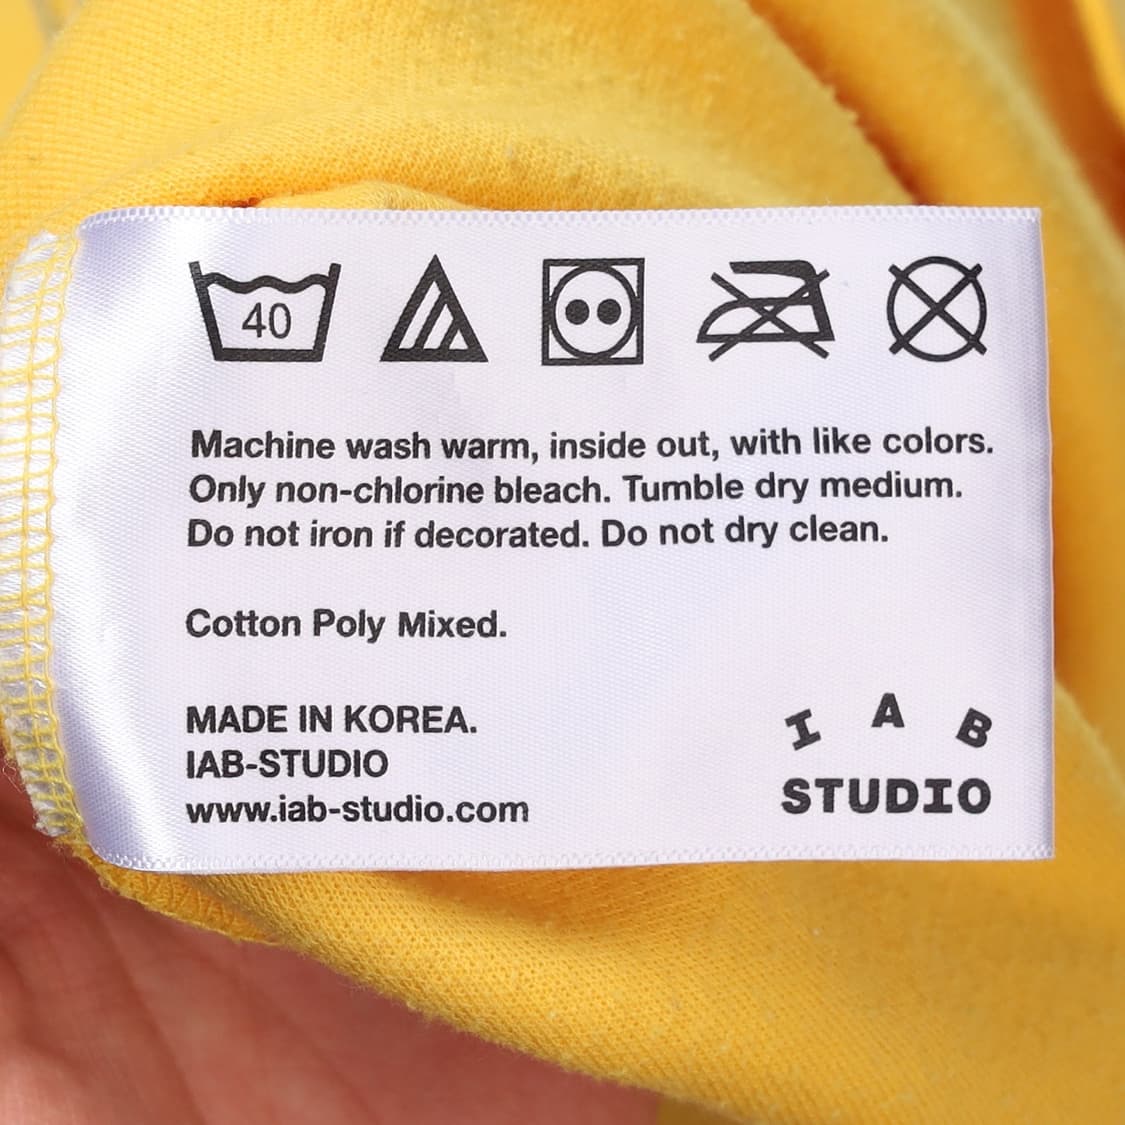 40
Machine wash warm, inside out, with like colors.
Only non-chlorine bleach. Tumble dry medium.
Do not iron if decorated. Do not dry clean.
Cotton Poly Mixed.
MADE IN KOREA.
IAB-STUDIO
www.iab-studio.com
I A B
STUDIO